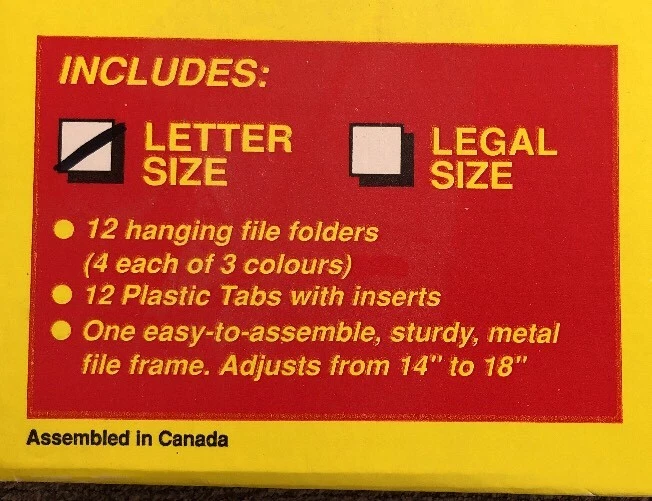 INCLUDES:
LETTER SIZE
LEGAL SIZE
12 hanging file folders
(4 each of 3 colours)
12 Plastic Tabs with inserts
One easy-to-assemble, sturdy, metal
file frame. Adjusts from 14" to 18"
Assembled in Canada